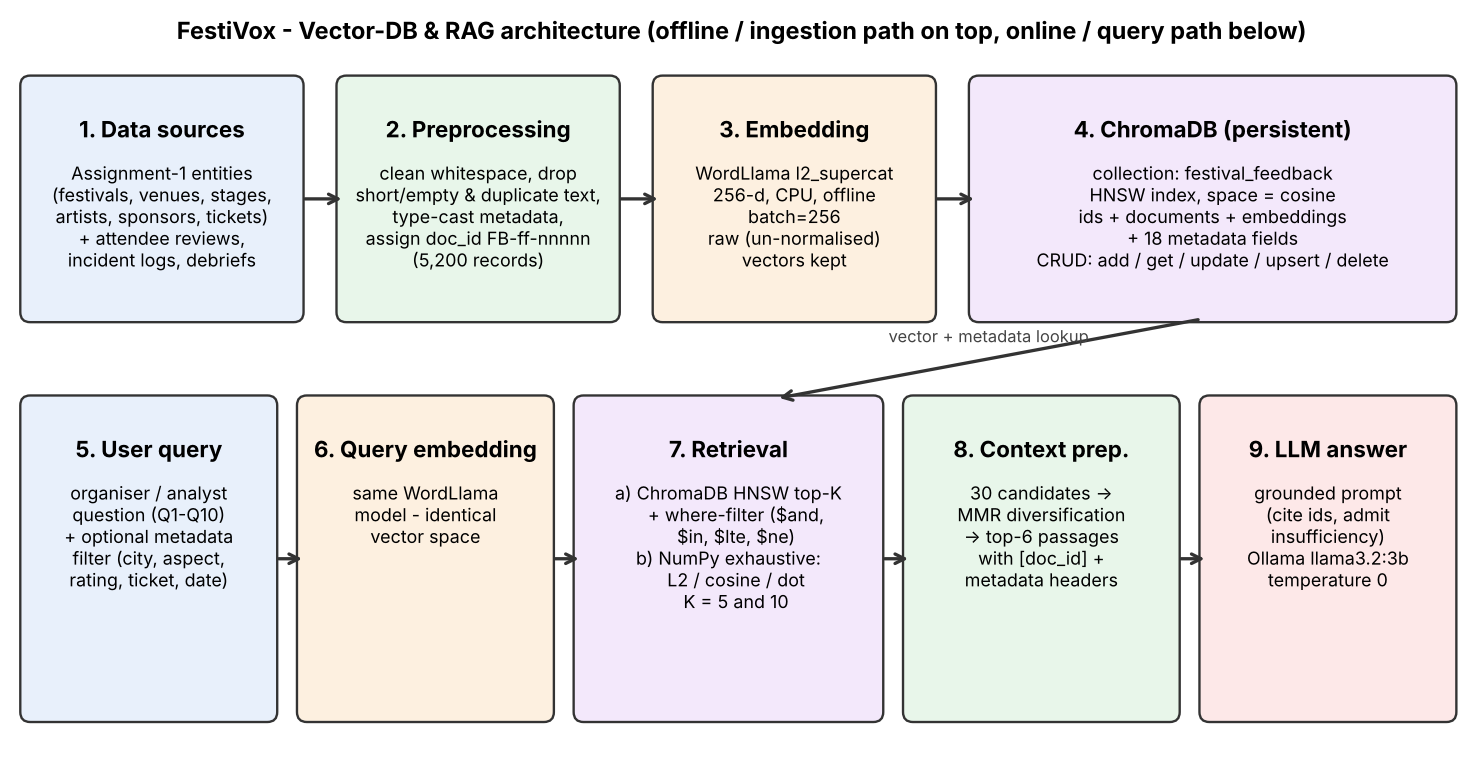 FestiVox - Vector-DB & RAG architecture (offline / ingestion path on top, online / query path below)
1. Data sources
Assignment-1 entities
(festivals, venues, stages,
artists, sponsors, tickets)
+ attendee reviews,
incident logs, debriefs
2. Preprocessing
clean whitespace, drop
short/empty & duplicate text,
type-cast metadata,
assign doc_id FB-ff-nnnnn
(5,200 records)
3. Embedding
WordLlama l2_supercat
256-d, CPU, offline
batch=256
raw (un-normalised)
vectors kept
4. ChromaDB (persistent)
collection: festival_feedback
HNSW index, space = cosine
ids + documents + embeddings
+ 18 metadata fields
CRUD: add / get / update / upsert / delete
vector + metadata lookup
5. User query
organiser / analyst
question (Q1-Q10)
+ optional metadata
filter (city, aspect,
rating, ticket, date)
6. Query embedding
same WordLlama
model - identical
vector space
7. Retrieval
a) ChromaDB HNSW top-K
+ where-filter ($and,
$in, $lte, $ne)
b) NumPy exhaustive:
L2 / cosine / dot
K = 5 and 10
8. Context prep.
30 candidates →
MMR diversification
→ top-6 passages
with [doc_id] +
metadata headers
9. LLM answer
grounded prompt
(cite ids, admit
insufficiency)
Ollama llama3.2:3b
temperature 0